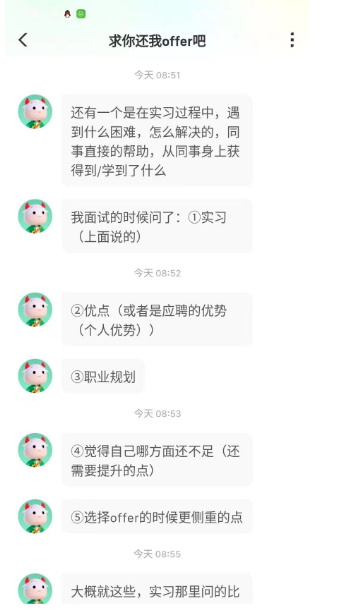 求你还我offer吧
今天 08:51
还有一个是在实习过程中，遇
到什么困难，怎么解决的，同
事直接的帮助，从同事身上获
得到/学到了什么
我面试的时候问了：①实习
（上面说的）
今天 08:52
②优点（或者是应聘的优势
（个人优势））
③职业规划
今天 08:53
④觉得自己哪方面还不足（还
需要提升的点）
⑤选择offer的时候更侧重的点
今天 08:55
大概就这些，实习那里问的比